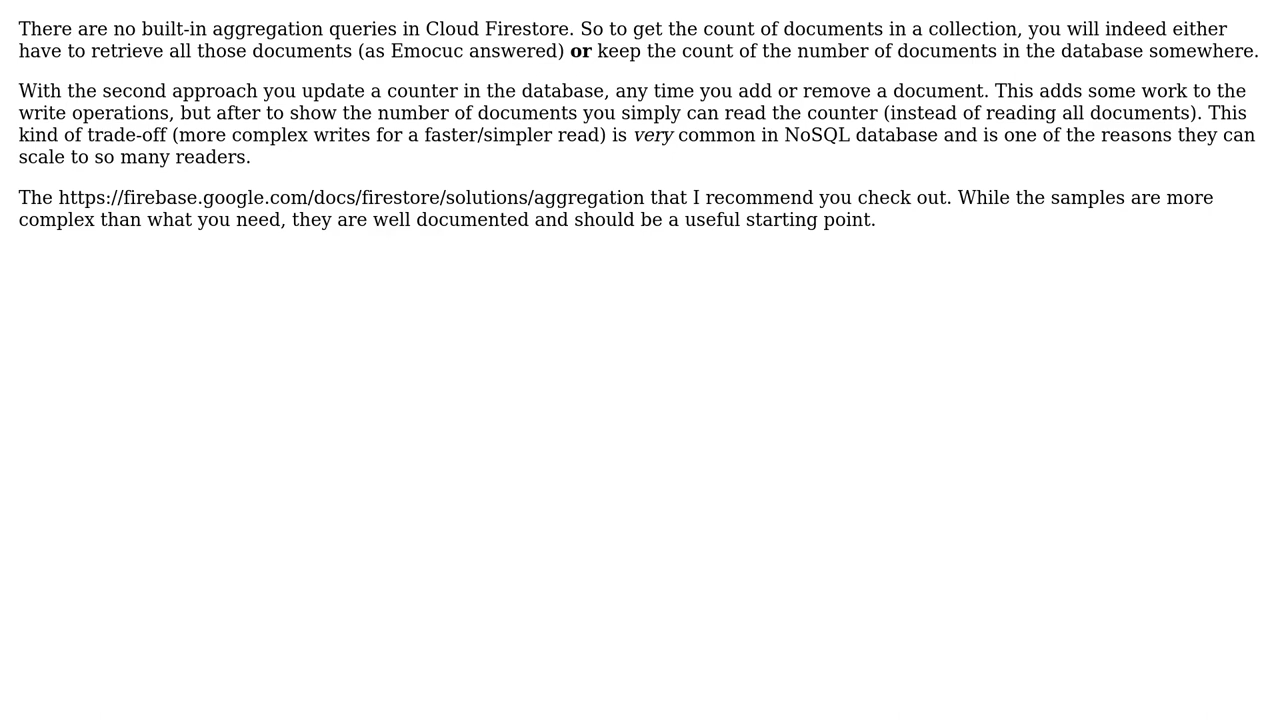 There are no built-in aggregation queries in Cloud Firestore. So to get the count of documents in a collection, you will indeed either
have to retrieve all those documents (as Emocuc answered) or keep the count of the number of documents in the database somewhere.
With the second approach you update a counter in the database, any time you add or remove a document. This adds some work to the
write operations, but after to show the number of documents you simply can read the counter (instead of reading all documents). This
kind of trade-off (more complex writes for a faster/simpler read) is very common in NoSQL database and is one of the reasons they can
scale to so many readers.
The https://firebase.google.com/docs/firestore/solutions/aggregation that I recommend you check out. While the samples are more
complex than what you need, they are well documented and should be a useful starting point.